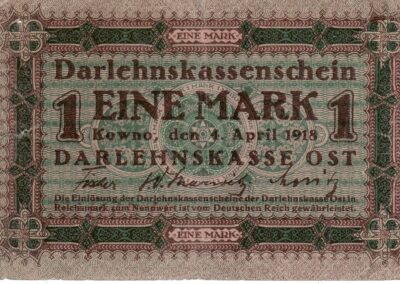 EINE MARK
Darlehnskassenschein
1 EINE MARK 1
Kowno, den 4. April 1918
DARLEHNSKASSE OST
Die Einlösung der Darlehnskassenscheine der Darlehnskasse Ost in
Reichsmark zum Nennwert ist vom Deutschen Reich gewährleistet.
EINE MARK